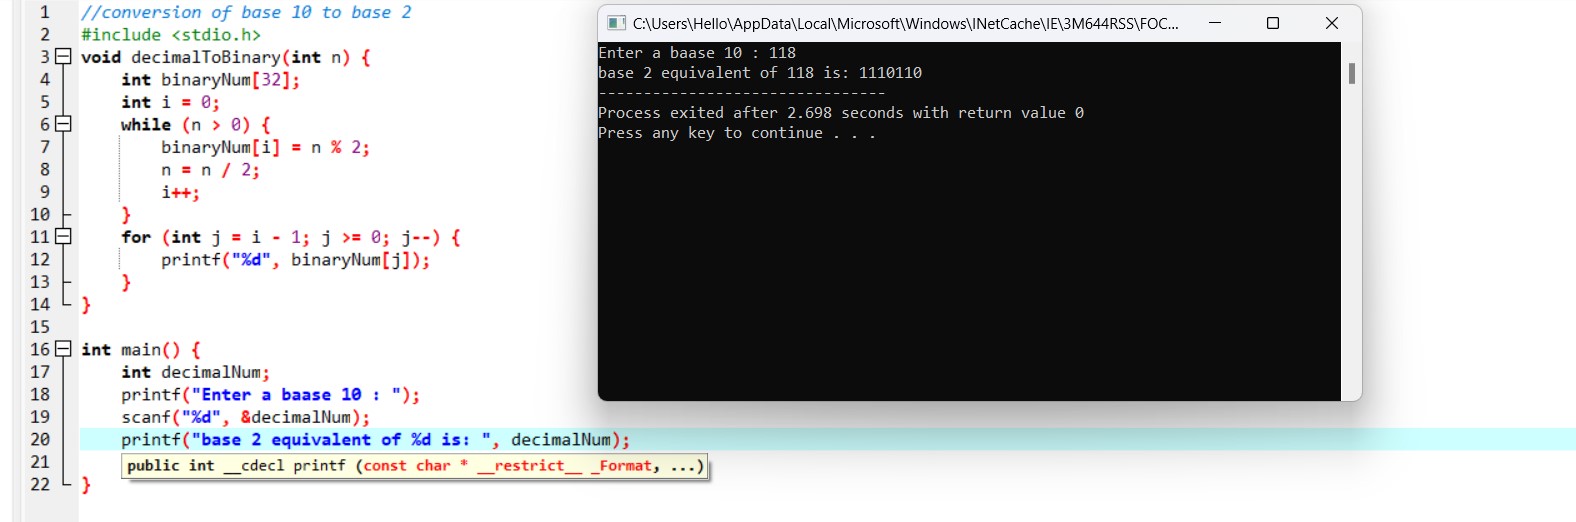 1 //conversion of base 10 to base 2
2 #include <stdio.h>
3 void decimalToBinary(int n) {
4 int binaryNum[32];
5 int i = 0;
6 while (n > 0) {
7 binaryNum[i] = n % 2;
8 n = n / 2;
9 i++;
10 }
11 for (int j = i - 1; j >= 0; j--) {
12 printf("%d", binaryNum[j]);
13 }
14 }
15
16 int main() {
17 int decimalNum;
18 printf("Enter a baase 10 : ");
19 scanf("%d", &decimalNum);
20 printf("base 2 equivalent of %d is: ", decimalNum);
21 public int __cdecl printf (const char * __restrict__ _Format, ...)
22 }
C:\Users\Hello\AppData\Local\Microsoft\Windows\INetCache\IE\3M644RSS\FOC...
Enter a baase 10 : 118
base 2 equivalent of 118 is: 1110110
--------------------------------
Process exited after 2.698 seconds with return value 0
Press any key to continue . . .